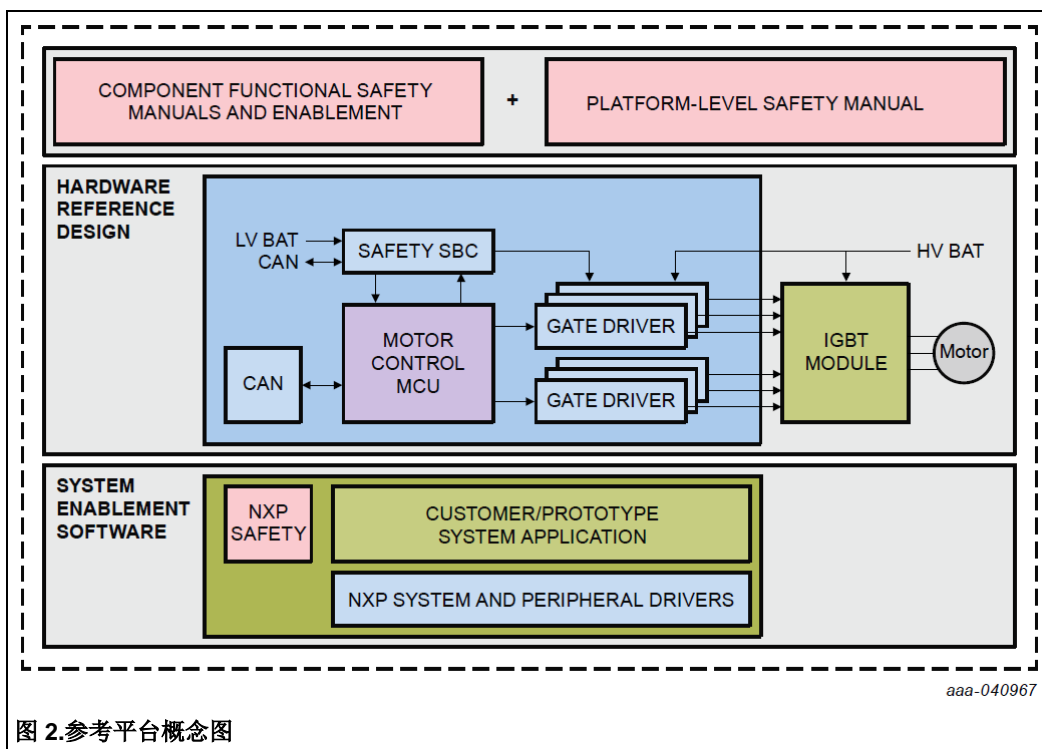 COMPONENT FUNCTIONAL SAFETY
MANUALS AND ENABLEMENT
+
PLATFORM-LEVEL SAFETY MANUAL
HARDWARE
REFERENCE
DESIGN
LV BAT
CAN
SAFETY SBC
HV BAT
MOTOR
CONTROL
MCU
CAN
GATE DRIVER
GATE DRIVER
IGBT
MODULE
Motor
SYSTEM
ENABLEMENT
SOFTWARE
NXP
SAFETY
CUSTOMER/PROTOTYPE
SYSTEM APPLICATION
NXP SYSTEM AND PERIPHERAL DRIVERS
aaa-040967
图 2.参考平台概念图